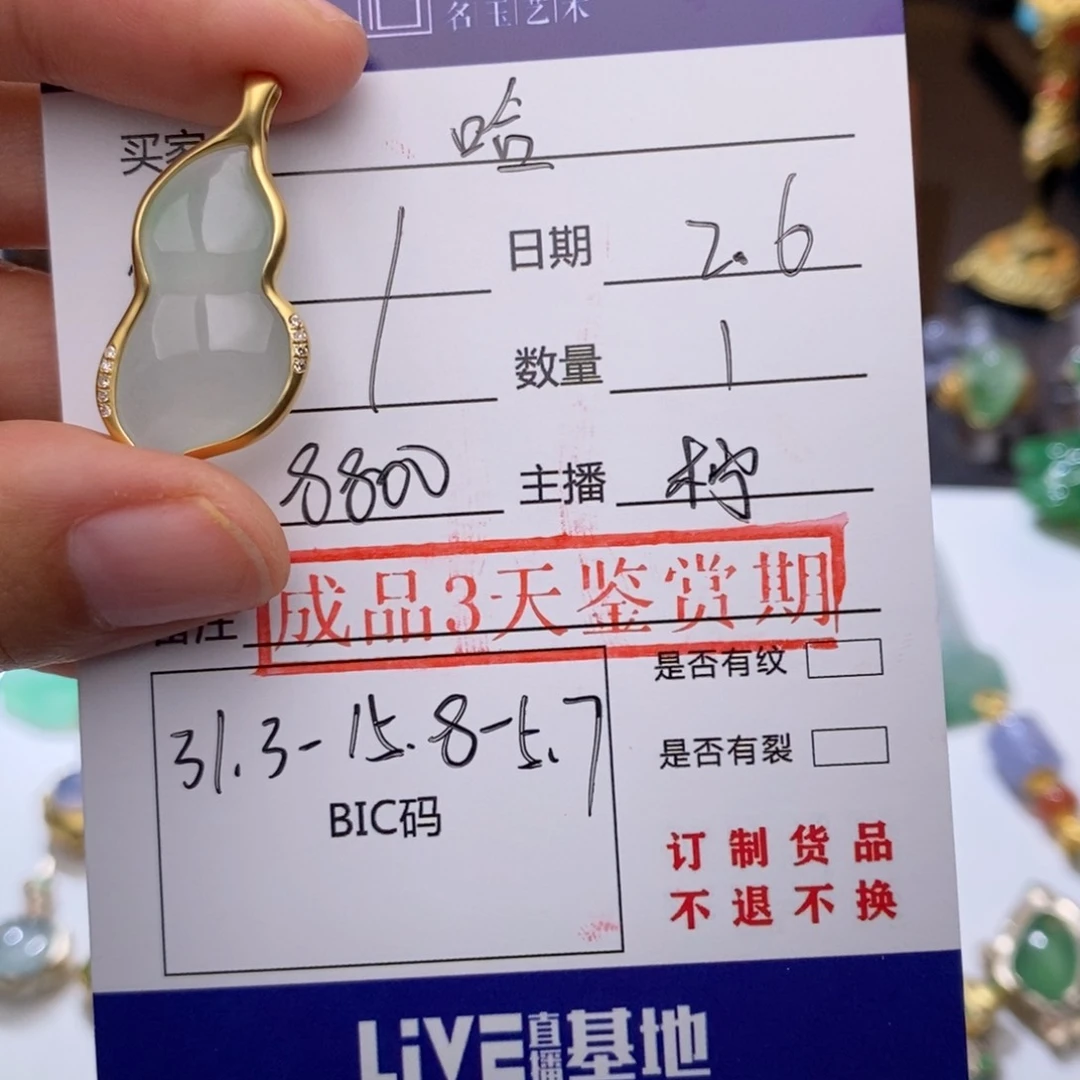 名玉艺术
买家 哈
日期 2.6
数量 1
8800 主播 柠
备注 成品3天鉴赏期
是否有纹
31.3-15.8-5.7
是否有裂
BIC码
订制货品
不退不换
LiVE直播基地